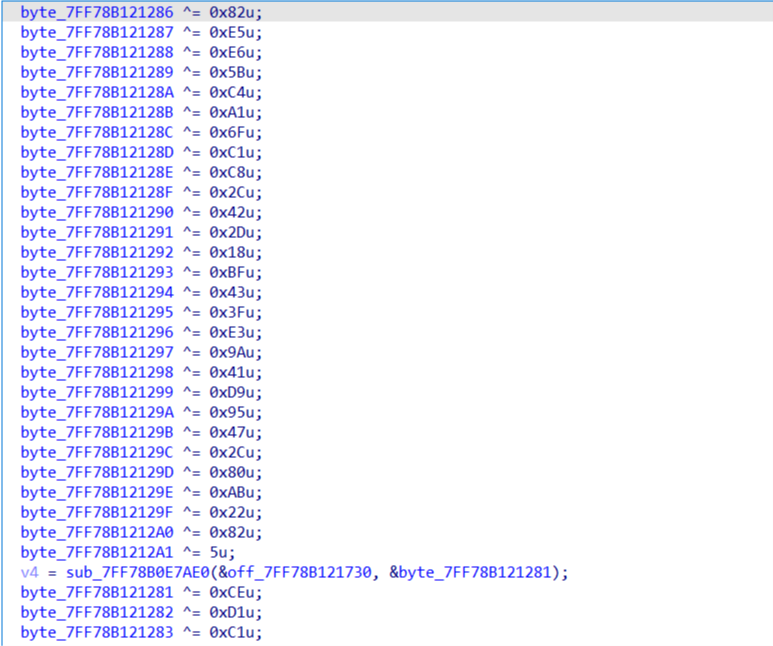 byte_7FF78B121286 ^= 0x82u;
byte_7FF78B121287 ^= 0xE5u;
byte_7FF78B121288 ^= 0xE6u;
byte_7FF78B121289 ^= 0x5Bu;
byte_7FF78B12128A ^= 0xC4u;
byte_7FF78B12128B ^= 0xA1u;
byte_7FF78B12128C ^= 0x6Fu;
byte_7FF78B12128D ^= 0xC1u;
byte_7FF78B12128E ^= 0xC8u;
byte_7FF78B12128F ^= 0x2Cu;
byte_7FF78B121290 ^= 0x42u;
byte_7FF78B121291 ^= 0x2Du;
byte_7FF78B121292 ^= 0x18u;
byte_7FF78B121293 ^= 0xBFu;
byte_7FF78B121294 ^= 0x43u;
byte_7FF78B121295 ^= 0x3Fu;
byte_7FF78B121296 ^= 0xE3u;
byte_7FF78B121297 ^= 0x9Au;
byte_7FF78B121298 ^= 0x41u;
byte_7FF78B121299 ^= 0xD9u;
byte_7FF78B12129A ^= 0x95u;
byte_7FF78B12129B ^= 0x47u;
byte_7FF78B12129C ^= 0x2Cu;
byte_7FF78B12129D ^= 0x80u;
byte_7FF78B12129E ^= 0xABu;
byte_7FF78B12129F ^= 0x22u;
byte_7FF78B1212A0 ^= 0x82u;
byte_7FF78B1212A1 ^= 5u;
v4 = sub_7FF78B0E7AE0(&off_7FF78B121730, &byte_7FF78B121281);
byte_7FF78B121281 ^= 0xCEu;
byte_7FF78B121282 ^= 0xD1u;
byte_7FF78B121283 ^= 0xC1u;